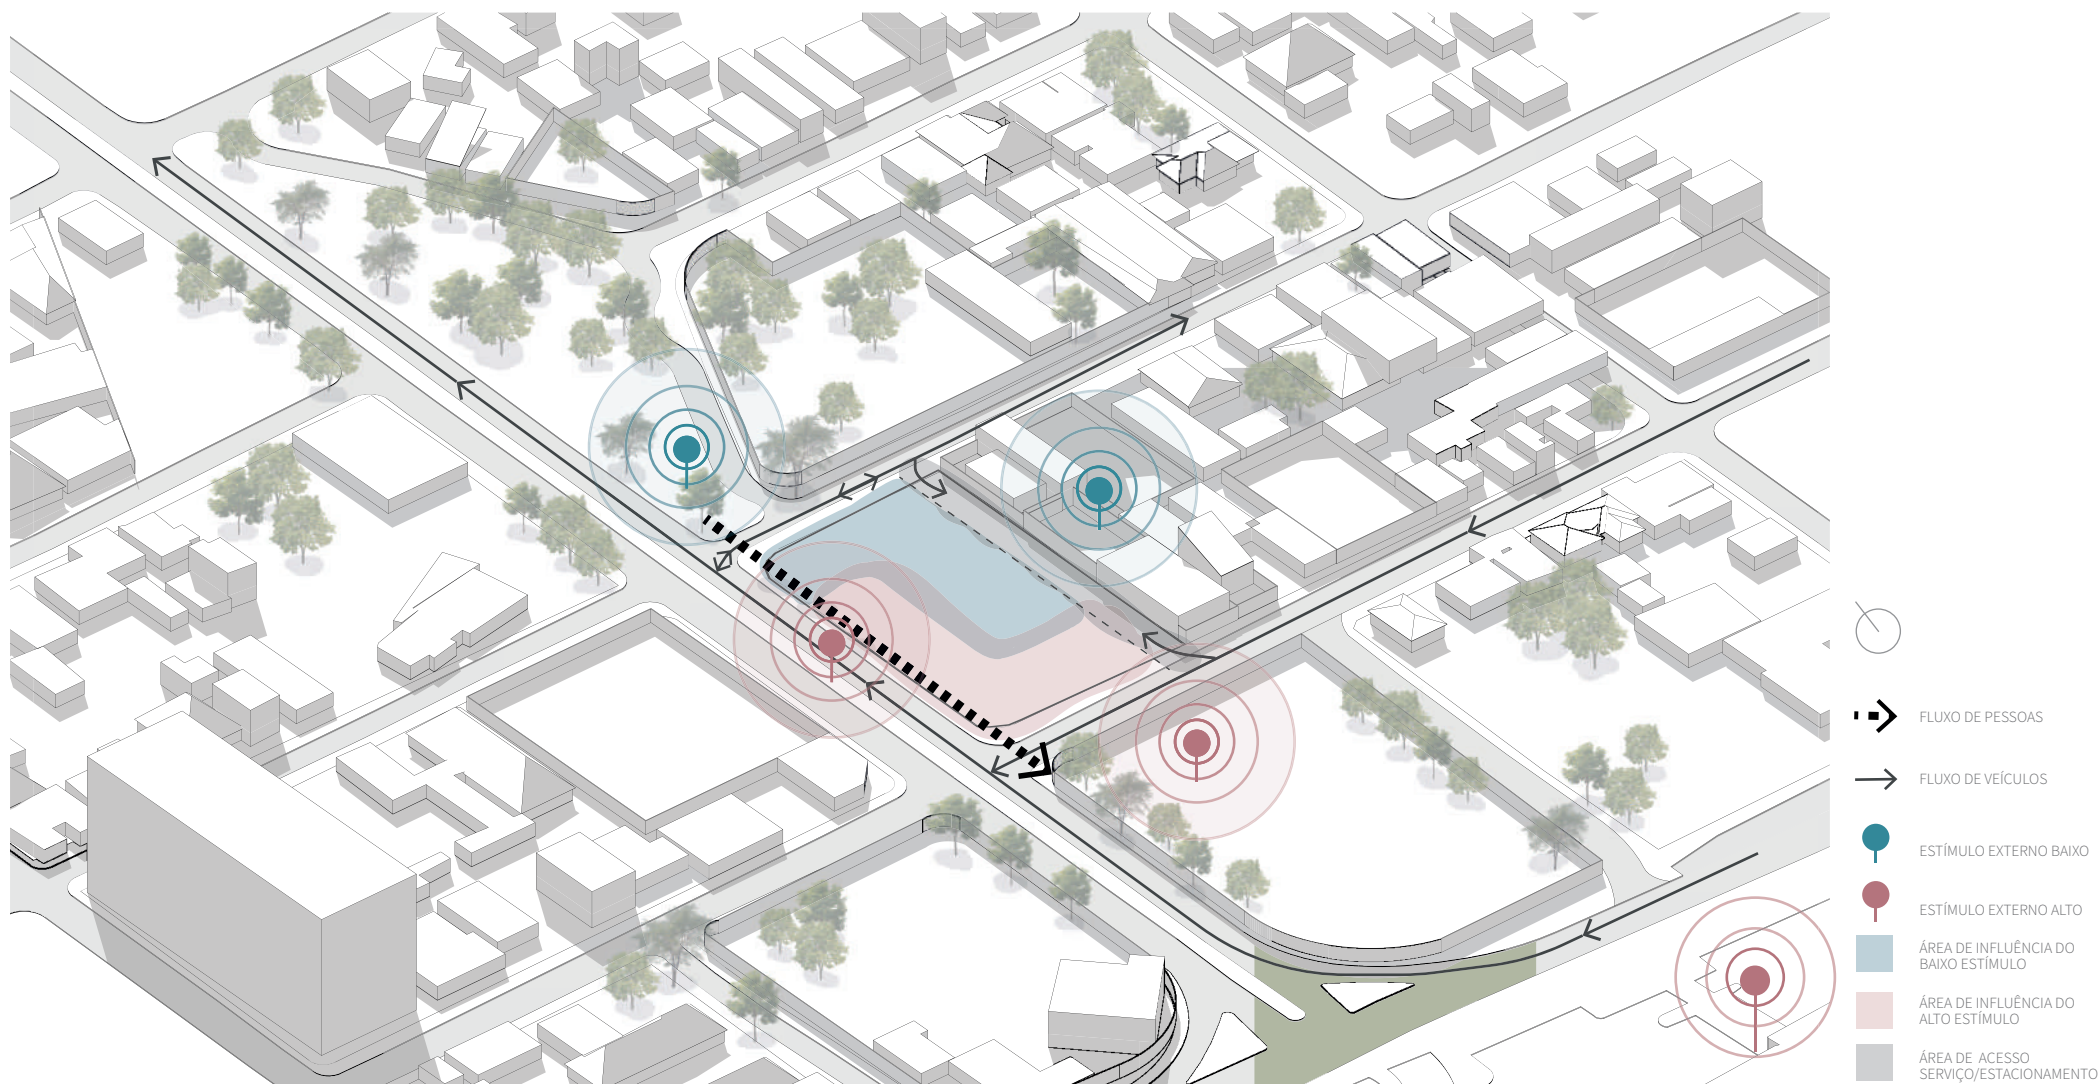 FLUXO DE PESSOAS
FLUXO DE VEÍCULOS
ESTÍMULO EXTERNO BAIXO
ESTÍMULO EXTERNO ALTO
ÁREA DE INFLUÊNCIA DO
BAIXO ESTÍMULO
ÁREA DE INFLUÊNCIA DO
ALTO ESTÍMULO
ÁREA DE ACESSO
SERVIÇO/ESTACIONAMENTO